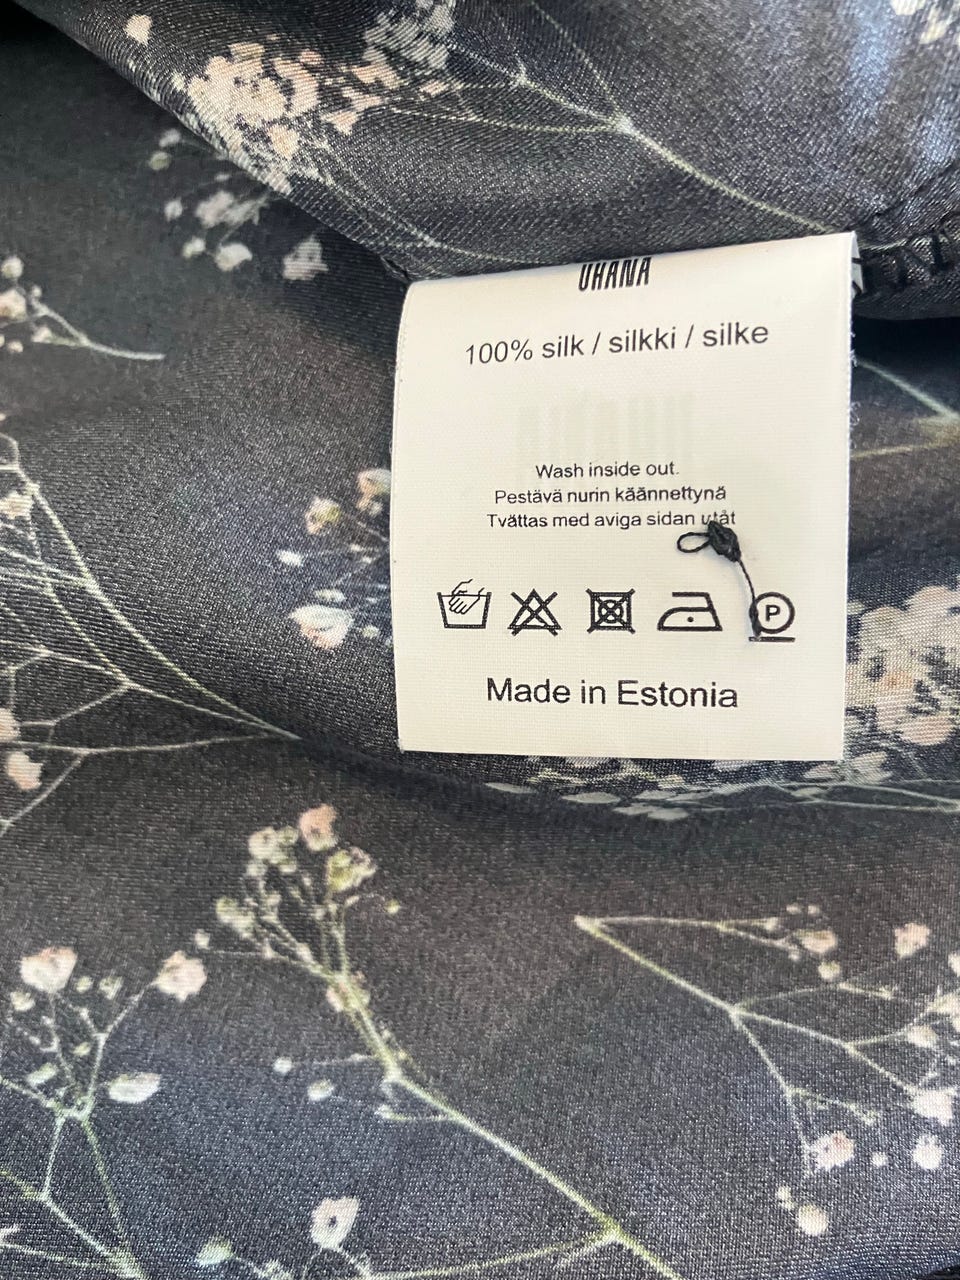 UHANA
100% silk / silkki / silke
Wash inside out.
Pestävä nurin käännettynä
Tvättas med aviga sidan utåt
P
Made in Estonia